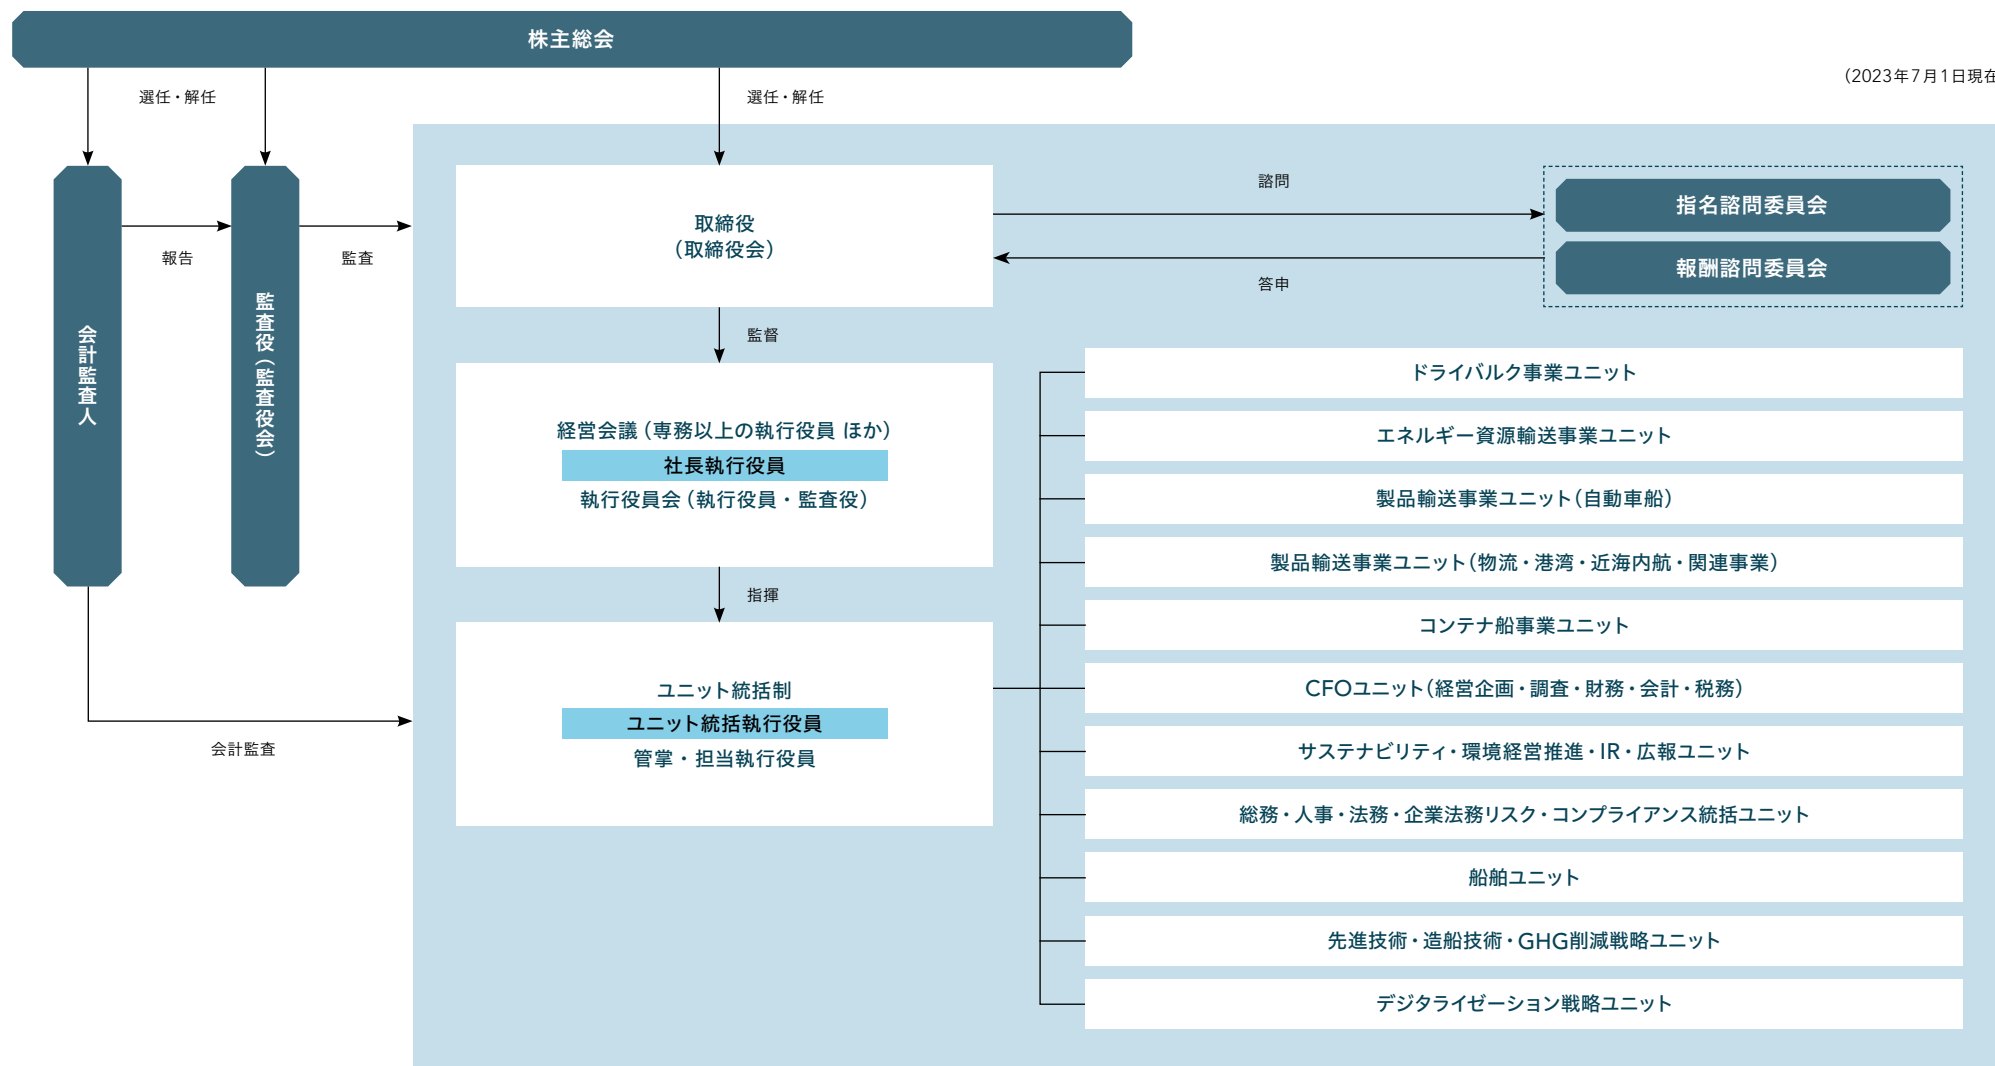 株主総会
（2023年7月1日現在
選任・解任
選任・解任
会計監査人
報告
監査役（監査役会）
監査
取締役
（取締役会）
諮問
答申
指名諮問委員会
報酬諮問委員会
監督
経営会議（専務以上の執行役員 ほか）
社長執行役員
執行役員会（執行役員・監査役）
指揮
ユニット統括制
ユニット統括執行役員
管掌・担当執行役員
会計監査
ドライバルク事業ユニット
エネルギー資源輸送事業ユニット
製品輸送事業ユニット（自動車船）
製品輸送事業ユニット（物流・港湾・近海内航・関連事業）
コンテナ船事業ユニット
CFOユニット（経営企画・調査・財務・会計・税務）
サステナビリティ・環境経営推進・IR・広報ユニット
総務・人事・法務・企業法務リスク・コンプライアンス統括ユニット
船舶ユニット
先進技術・造船技術・GHG削減戦略ユニット
デジタライゼーション戦略ユニット